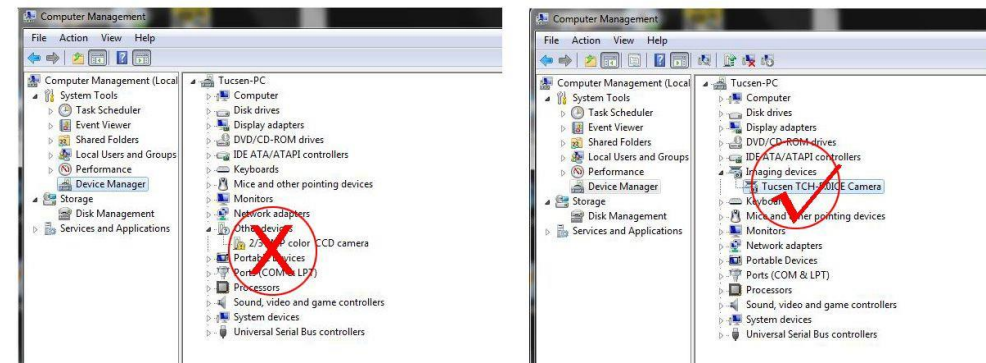 Computer Management
File Action View Help
Computer Management (Local
System Tools
Task Scheduler
Event Viewer
Shared Folders
Local Users and Groups
Performance
Device Manager
Storage
Disk Management
Services and Applications
Tucsen-PC
Computer
Disk drives
Display adapters
DVD/CD-ROM drives
IDE ATA/ATAPI controllers
Keyboards
Mice and other pointing devices
Monitors
Network adapters
Other devices
color CCD camera
Portable Devices
Ports (COM & LPT)
Processors
Sound, video and game controllers
System devices
Universal Serial Bus controllers
Computer Management
File Action View Help
Computer Management (Local
System Tools
Task Scheduler
Event Viewer
Shared Folders
Local Users and Groups
Performance
Device Manager
Storage
Disk Management
Services and Applications
Tucsen-PC
Computer
Disk drives
Display adapters
DVD/CD-ROM drives
IDE ATA/ATAPI controllers
Imaging devices
Tucsen Camera
Keyboards
Mice and other pointing devices
Monitors
Network adapters
Portable Devices
Ports (COM & LPT)
Processors
Sound, video and game controllers
System devices
Universal Serial Bus controllers